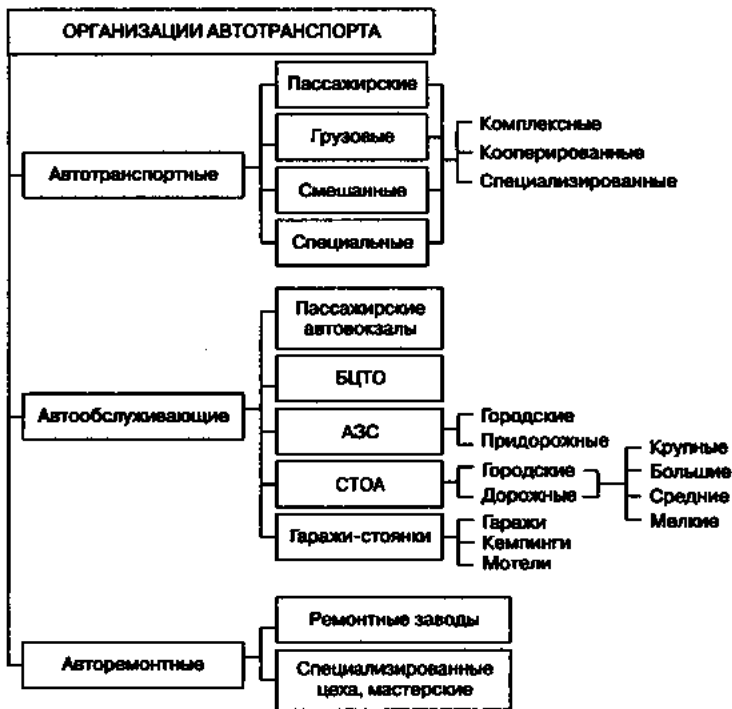 ОРГАНИЗАЦИИ АВТОТРАНСПОРТА
Автотранспортные
Пассажирские
Грузовые
Смешанные
Специальные
Комплексные
Кооперированные
Специализированные
Автообслуживающие
Пассажирские
автовокзалы
БЦТО
АЗС
Городские
Придорожные
СТОА
Городские
Дорожные
Крупные
Большие
Средние
Мелкие
Гаражи-стоянки
Гаражи
Кемпинги
Мотели
Авторемонтные
Ремонтные заводы
Специализированные
цеха, мастерские